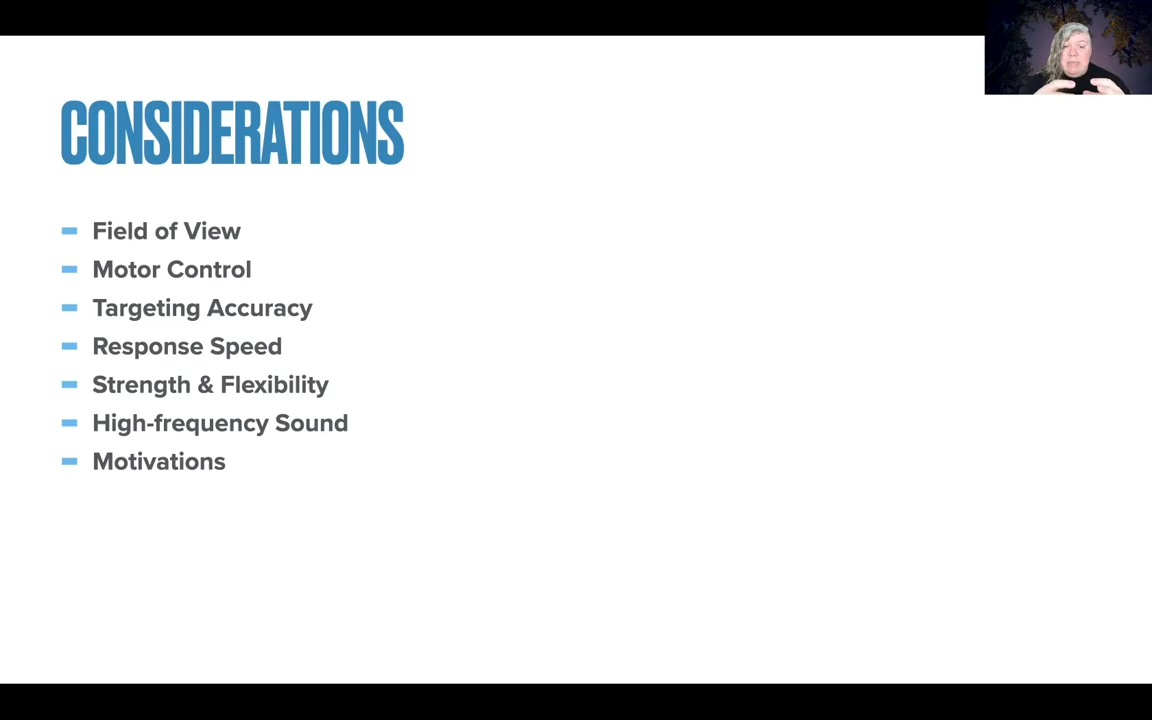 CONSIDERATIONS
Field of View
Motor Control
Targeting Accuracy
Response Speed
Strength & Flexibility
High-frequency Sound
Motivations